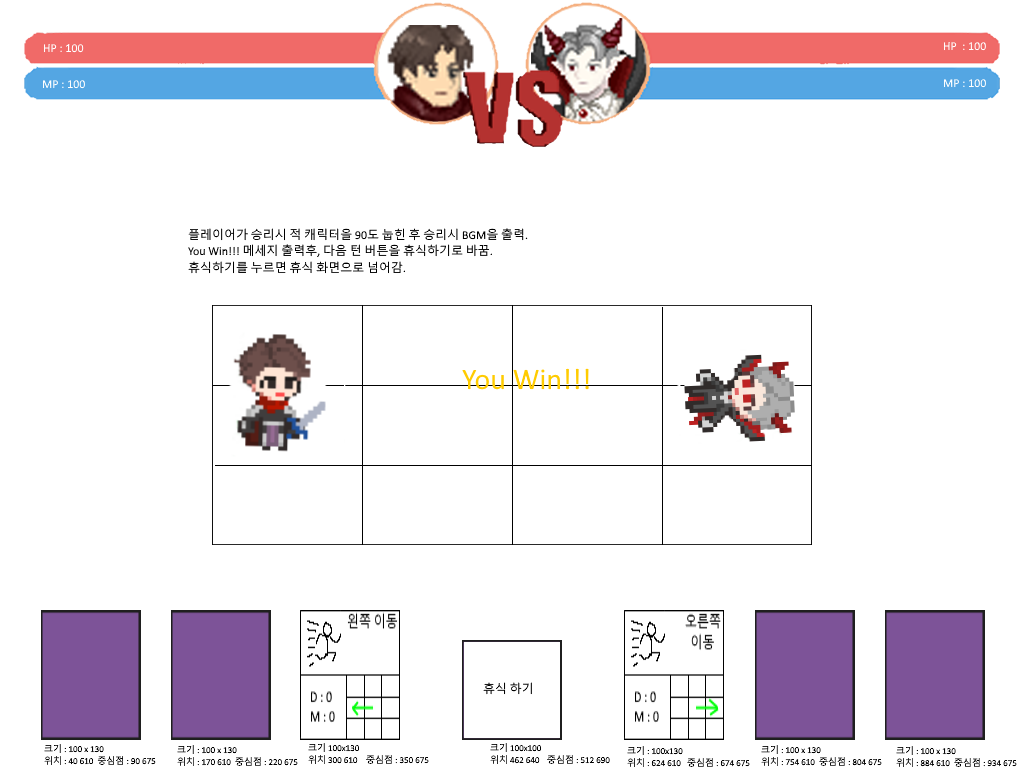 HP : 100
HP : 100
MP : 100
MP : 100
VS
플레이어가 승리시 적 캐릭터을 90도 눕힌 후 승리시 BGM을 출력.
You Win!!! 메세지 출력후, 다음 턴 버튼을 휴식하기로 바꿈.
휴식하기를 누르면 휴식 화면으로 넘어감.
You Win!!!
왼쪽 이동
D : 0
M : 0
휴식 하기
오른쪽
이동
D : 0
M : 0
크기 : 100 x 130
위치 : 40 610 중심점 : 90 675
크기 : 100 x 130
위치 : 170 610 중심점 : 220 675
크기 100x130
위치 300 610 중심점 : 350 675
크기 100x100
위치 462 640 중심점 : 512 690
크기 : 100x130
위치 : 624 610 중심점 : 674 675
크기 : 100 x 130
위치 : 754 610 중심점 : 804 675
크기 : 100 x 130
위치 : 884 610 중심점 : 934 675